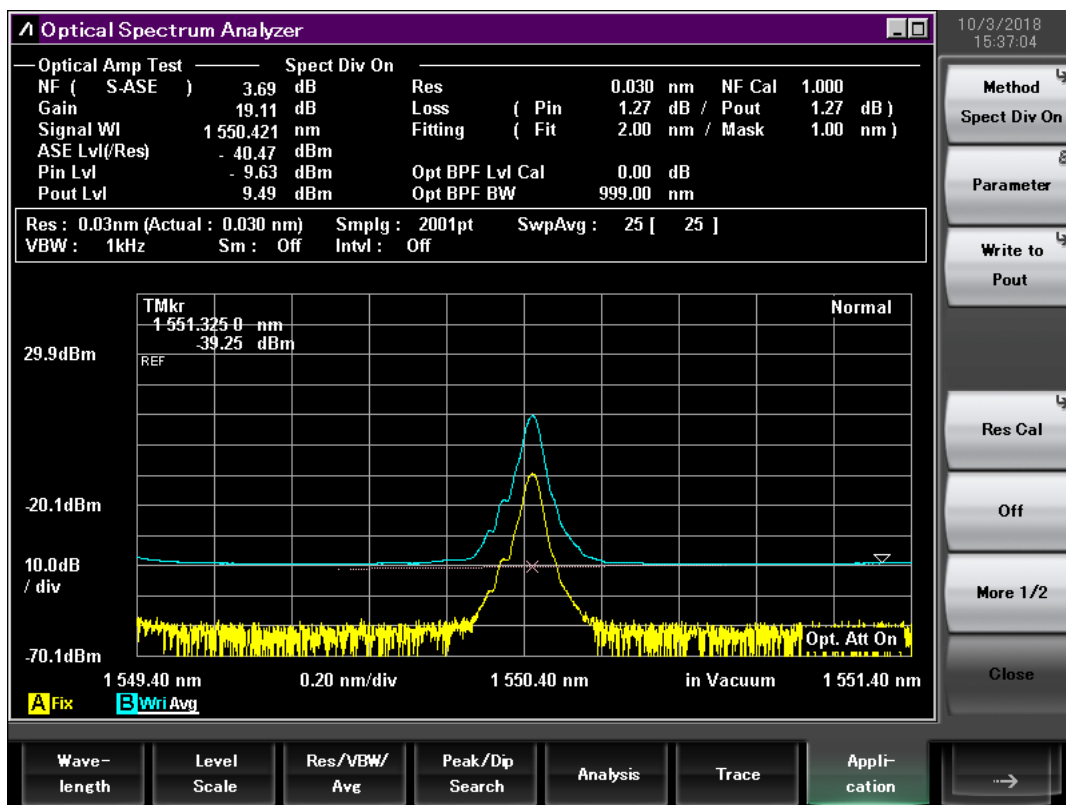 Optical Spectrum Analyzer
10/3/2018
15:37:04
Optical Amp Test Spect Div On
NF ( S-ASE ) 3.69 dB Res 0.030 nm NF Cal 1.000
Gain 19.11 dB Loss ( Pin 1.27 dB / Pout 1.27 dB )
Signal Wl 1 550.421 nm Fitting ( Fit 2.00 nm / Mask 1.00 nm )
ASE Lvl(/Res) - 40.47 dBm
Pin Lvl - 9.63 dBm Opt BPF Lvl Cal 0.00 dB
Pout Lvl 9.49 dBm Opt BPF BW 999.00 nm
Res : 0.03nm (Actual : 0.030 nm) Smplg : 2001pt SwpAvg : 25 [ 25 ]
VBW : 1kHz Sm : Off Intvl : Off
TMkr
1 551.325 0 nm
-39.25 dBm
Normal
29.9dBm
REF
-20.1dBm
10.0dB
/ div
Opt. Att On
-70.1dBm
1 549.40 nm 0.20 nm/div 1 550.40 nm in Vacuum 1 551.40 nm
A Fix B Wri Avg
Method
Spect Div On
Parameter
Write to
Pout
Res Cal
Off
More 1/2
Close
Wave-
length
Level
Scale
Res/VBW/
Avg
Peak/Dip
Search
Analysis
Trace
Appli-
cation